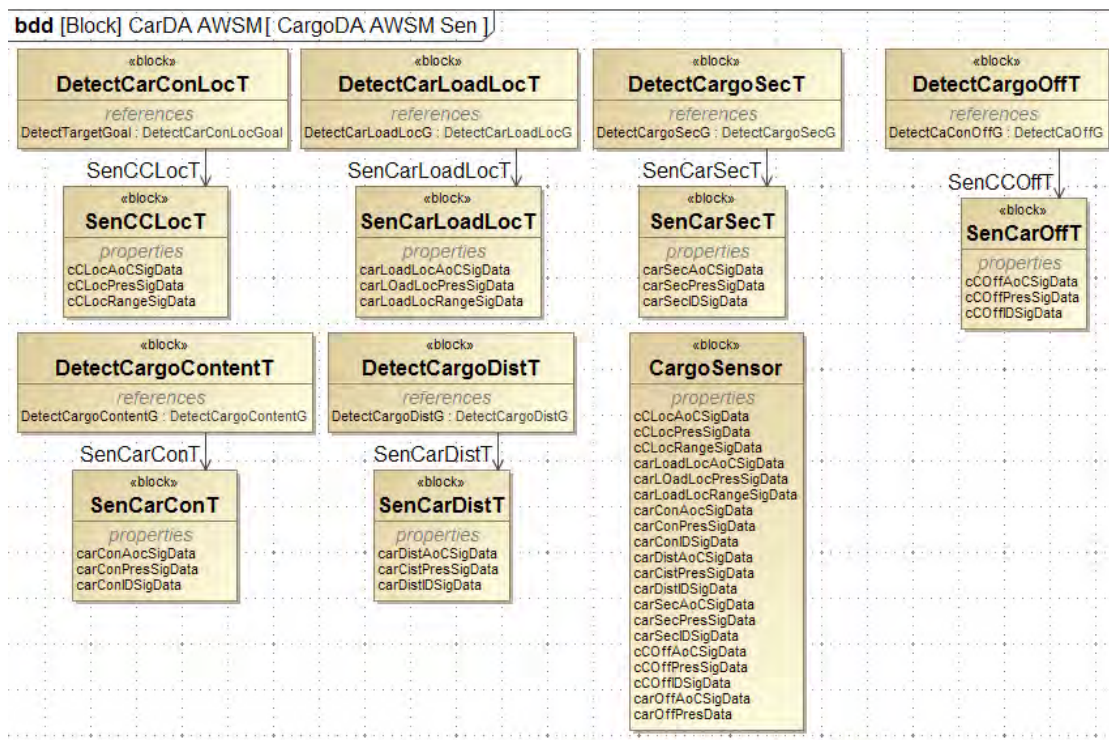 bdd [Block] CarDA AWSM[ CargoDA AWSM Sen ]
«block»
DetectCarConLocT
references
DetectTargetGoal : DetectCarConLocGoal
«block»
DetectCarLoadLocT
references
DetectCarLoadLocG : DetectCarLoadLocG
«block»
DetectCargoSecT
references
DetectCargoSecG : DetectCargoSecG
«block»
DetectCargoOffT
references
DetectCaConOffG : DetectCaOffG
SenCCLocT
«block»
SenCCLocT
properties
cCLocAoCSigData
cCLocPresSigData
cCLocRangeSigData
SenCarLoadLocT
«block»
SenCarLoadLocT
properties
carLoadLocAoCSigData
carLOadLocPresSigData
carLoadLocRangeSigData
SenCarSecT
«block»
SenCarSecT
properties
carSecAoCSigData
carSecPresSigData
carSecIDSigData
SenCCOffT
«block»
SenCarOffT
properties
cCOffAoCSigData
cCOffPresSigData
cCOffIDSigData
«block»
DetectCargoContentT
references
DetectCargoContentG : DetectCargoContentG
«block»
DetectCargoDistT
references
DetectCargoDistG : DetectCargoDistG
SenCarConT
«block»
SenCarConT
properties
carConAocSigData
carConPresSigData
carConIDSigData
SenCarDistT
«block»
SenCarDistT
properties
carDistAoCSigData
carCistPresSigData
carDistIDSigData
«block»
CargoSensor
properties
cCLocAoCSigData
cCLocPresSigData
cCLocRangeSigData
carLoadLocAoCSigData
carLOadLocPresSigData
carLoadLocRangeSigData
carConAocSigData
carConPresSigData
carConIDSigData
carDistAoCSigData
carCistPresSigData
carDistIDSigData
carSecAoCSigData
carSecPresSigData
carSecIDSigData
cCOffAoCSigData
cCOffPresSigData
cCOffIDSigData
carOffAoCSigData
carOffPresData